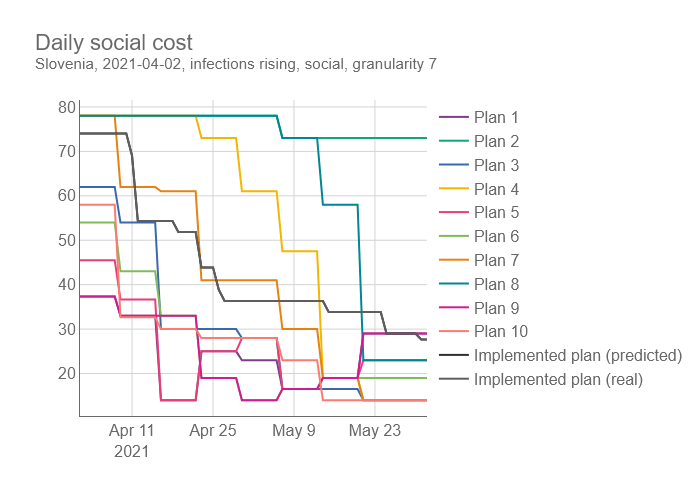 Daily social cost
Slovenia, 2021-04-02, infections rising, social, granularity 7
80
70
60
50
40
30
20
Apr 11
2021
Apr 25
May 9
May 23
Plan 1
Plan 2
Plan 3
Plan 4
Plan 5
Plan 6
Plan 7
Plan 8
Plan 9
Plan 10
Implemented plan (predicted)
Implemented plan (real)